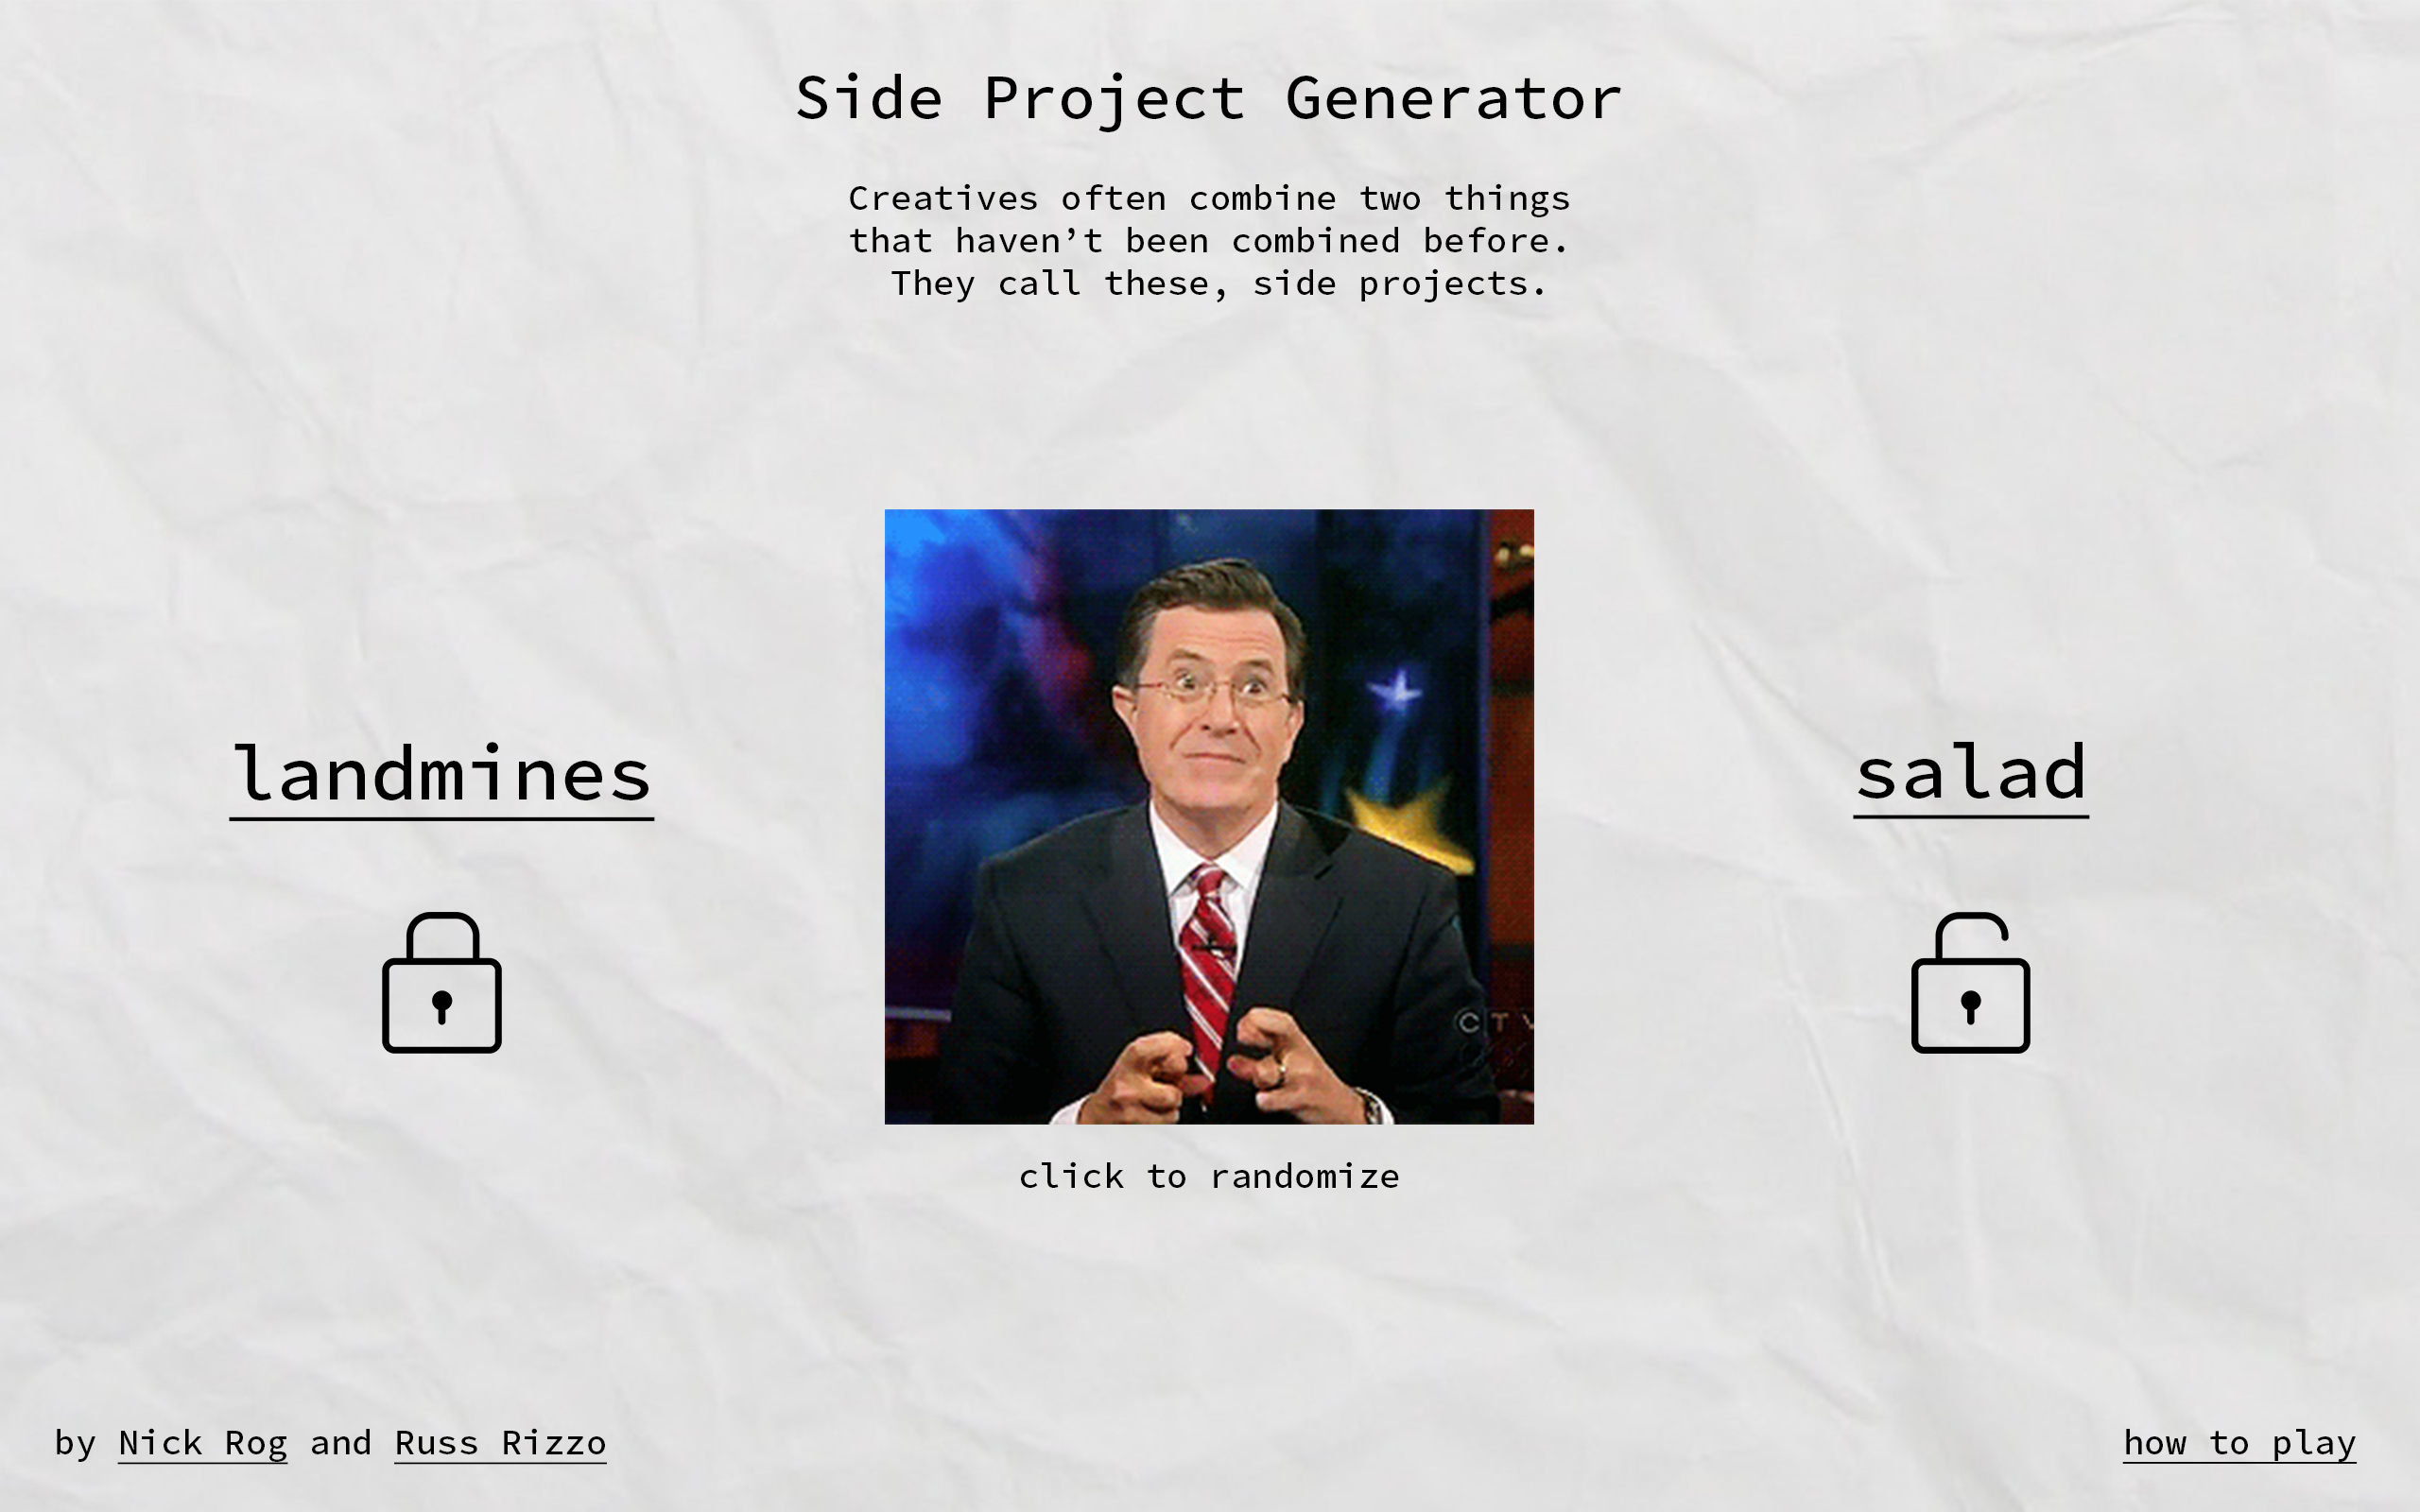 Side Project Generator
Creatives often combine two things
that haven’t been combined before.
They call these, side projects.
landmines
salad
CTV
click to randomize
by Nick Rog and Russ Rizzo
how to play